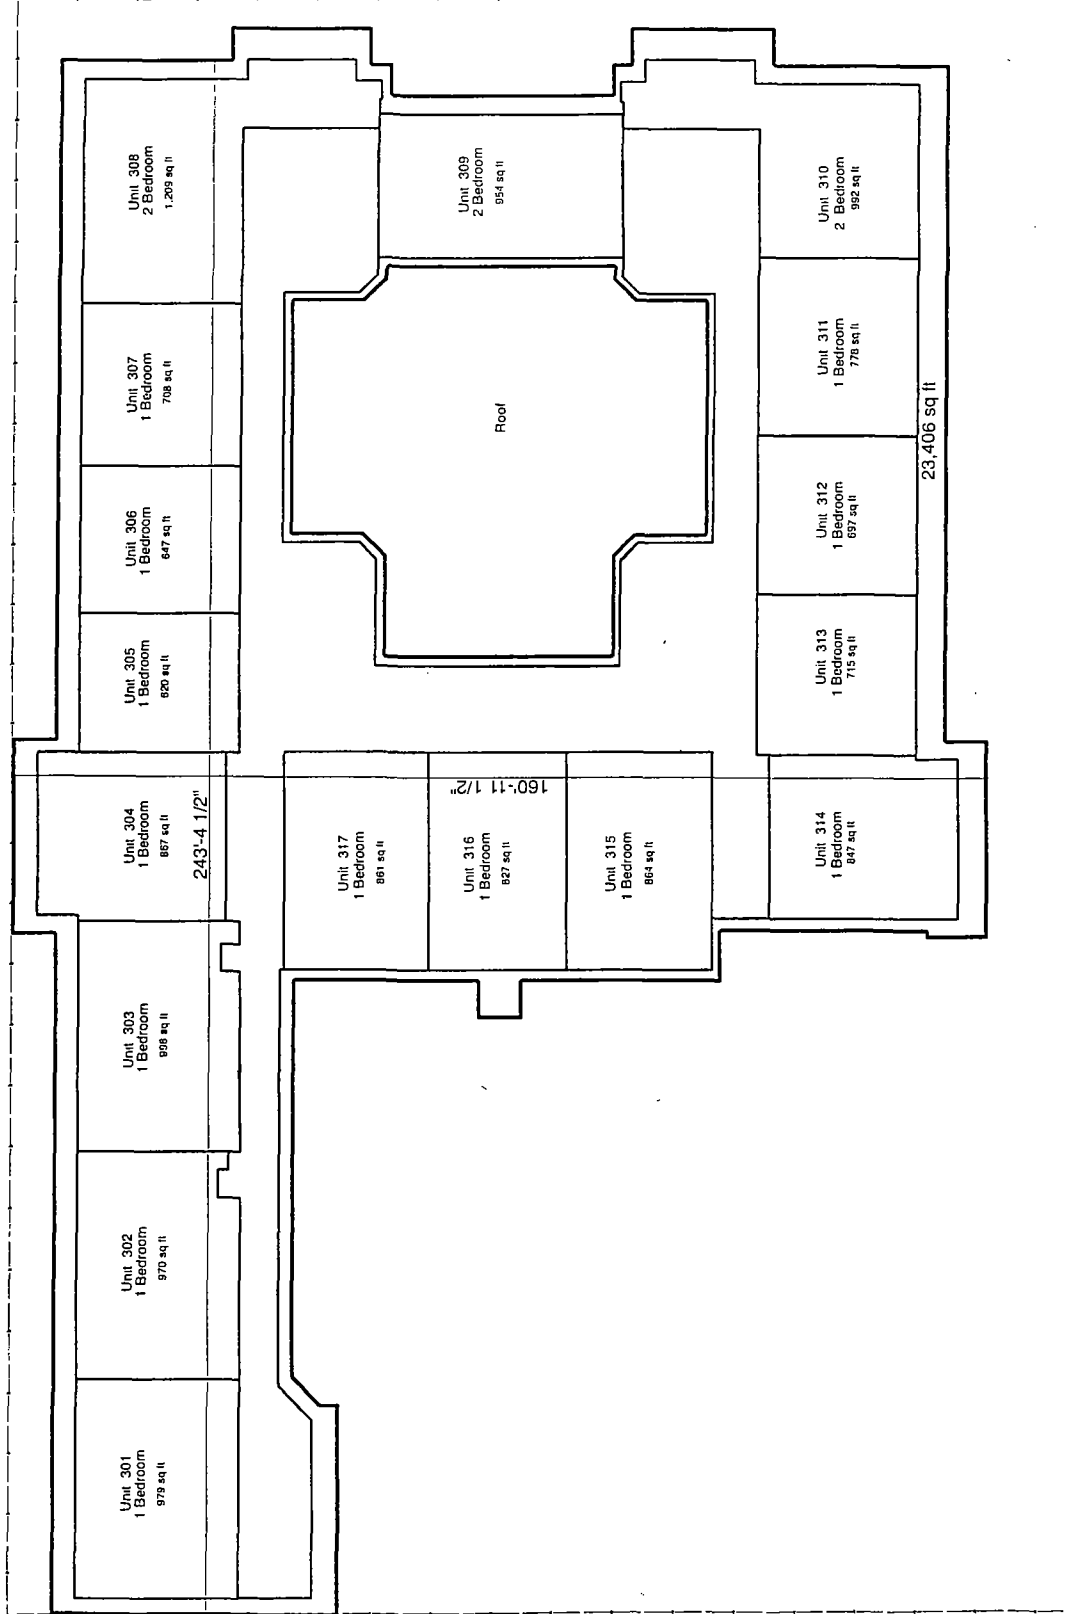 Unit 308
2 Bedroom
1,209 sq ft
Unit 309
2 Bedroom
954 sq ft
Unit 310
2 Bedroom
992 sq ft
Unit 307
1 Bedroom
708 sq ft
Roof
Unit 311
1 Bedroom
778 sq ft
23,406 sq ft
Unit 306
1 Bedroom
647 sq ft
Unit 312
1 Bedroom
697 sq ft
Unit 305
1 Bedroom
620 sq ft
Unit 313
1 Bedroom
715 sq ft
Unit 304
1 Bedroom
867 sq ft
243'-4 1/2"
160'-11 1/2"
Unit 317
1 Bedroom
861 sq ft
Unit 316
1 Bedroom
827 sq ft
Unit 315
1 Bedroom
864 sq ft
Unit 314
1 Bedroom
847 sq ft
Unit 303
1 Bedroom
998 sq ft
Unit 302
1 Bedroom
970 sq ft
Unit 301
1 Bedroom
979 sq ft